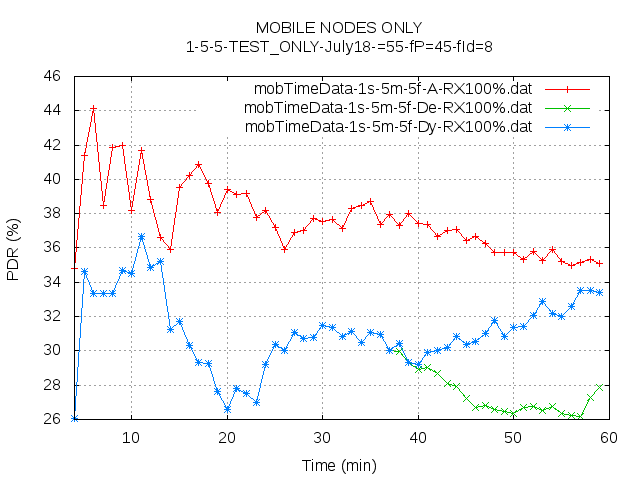 MOBILE NODES ONLY
1-5-5-TEST_ONLY-July18-=55-fP=45-fId=8
mobTimeData-1s-5m-5f-A-RX100%.dat
mobTimeData-1s-5m-5f-De-RX100%.dat
mobTimeData-1s-5m-5f-Dy-RX100%.dat
PDR (%)
46
44
42
40
38
36
34
32
30
28
26
10
20
30
40
50
60
Time (min)